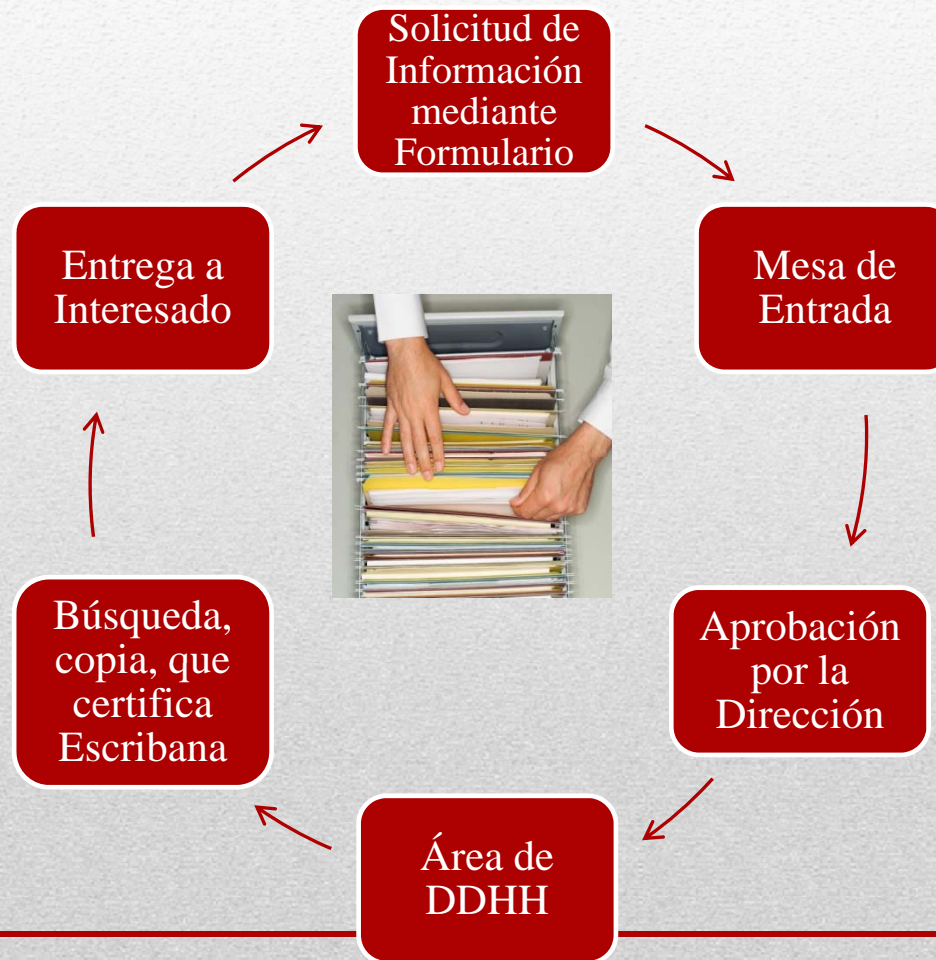 Solicitud de
Información
mediante
Formulario
Mesa de
Entrada
Aprobación
por la
Dirección
Área de
DDHH
Búsqueda,
copia, que
certifica
Escribana
Entrega a
Interesado